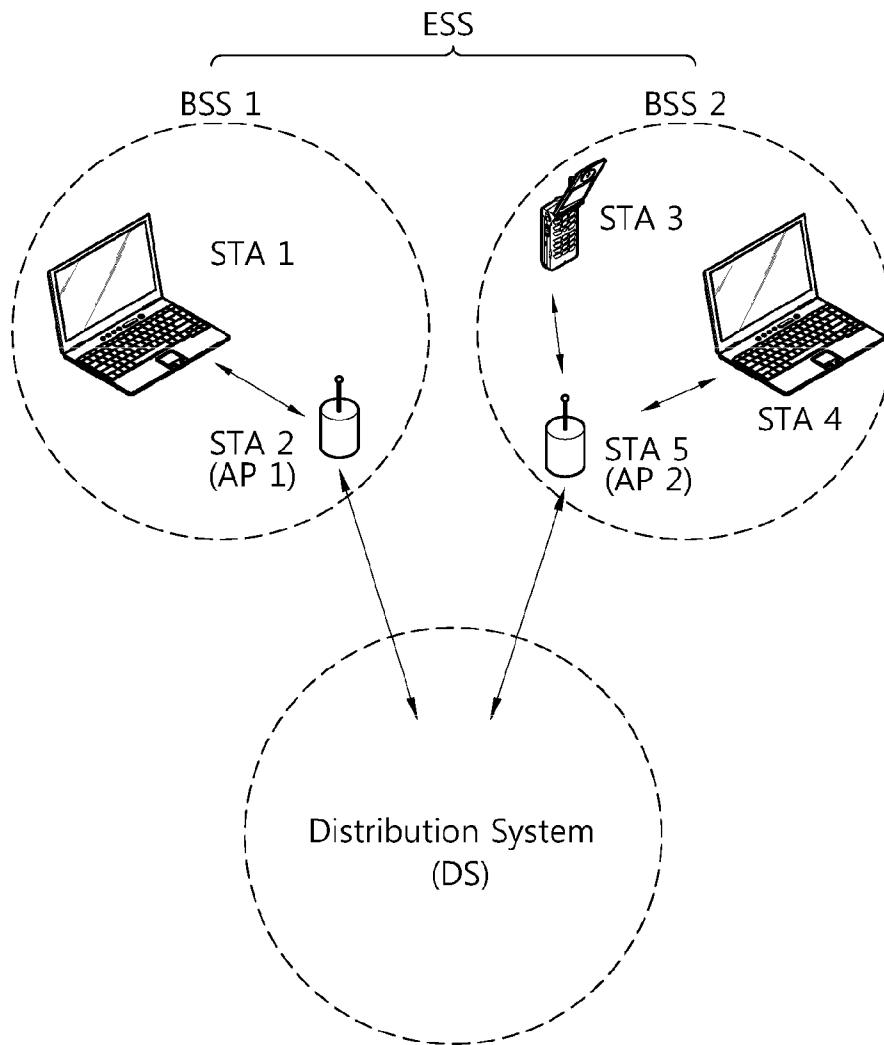 ESS
BSS 1
BSS 2
STA 1
STA 3
STA 2
(AP 1)
STA 5
(AP 2)
STA 4
Distribution System
(DS)